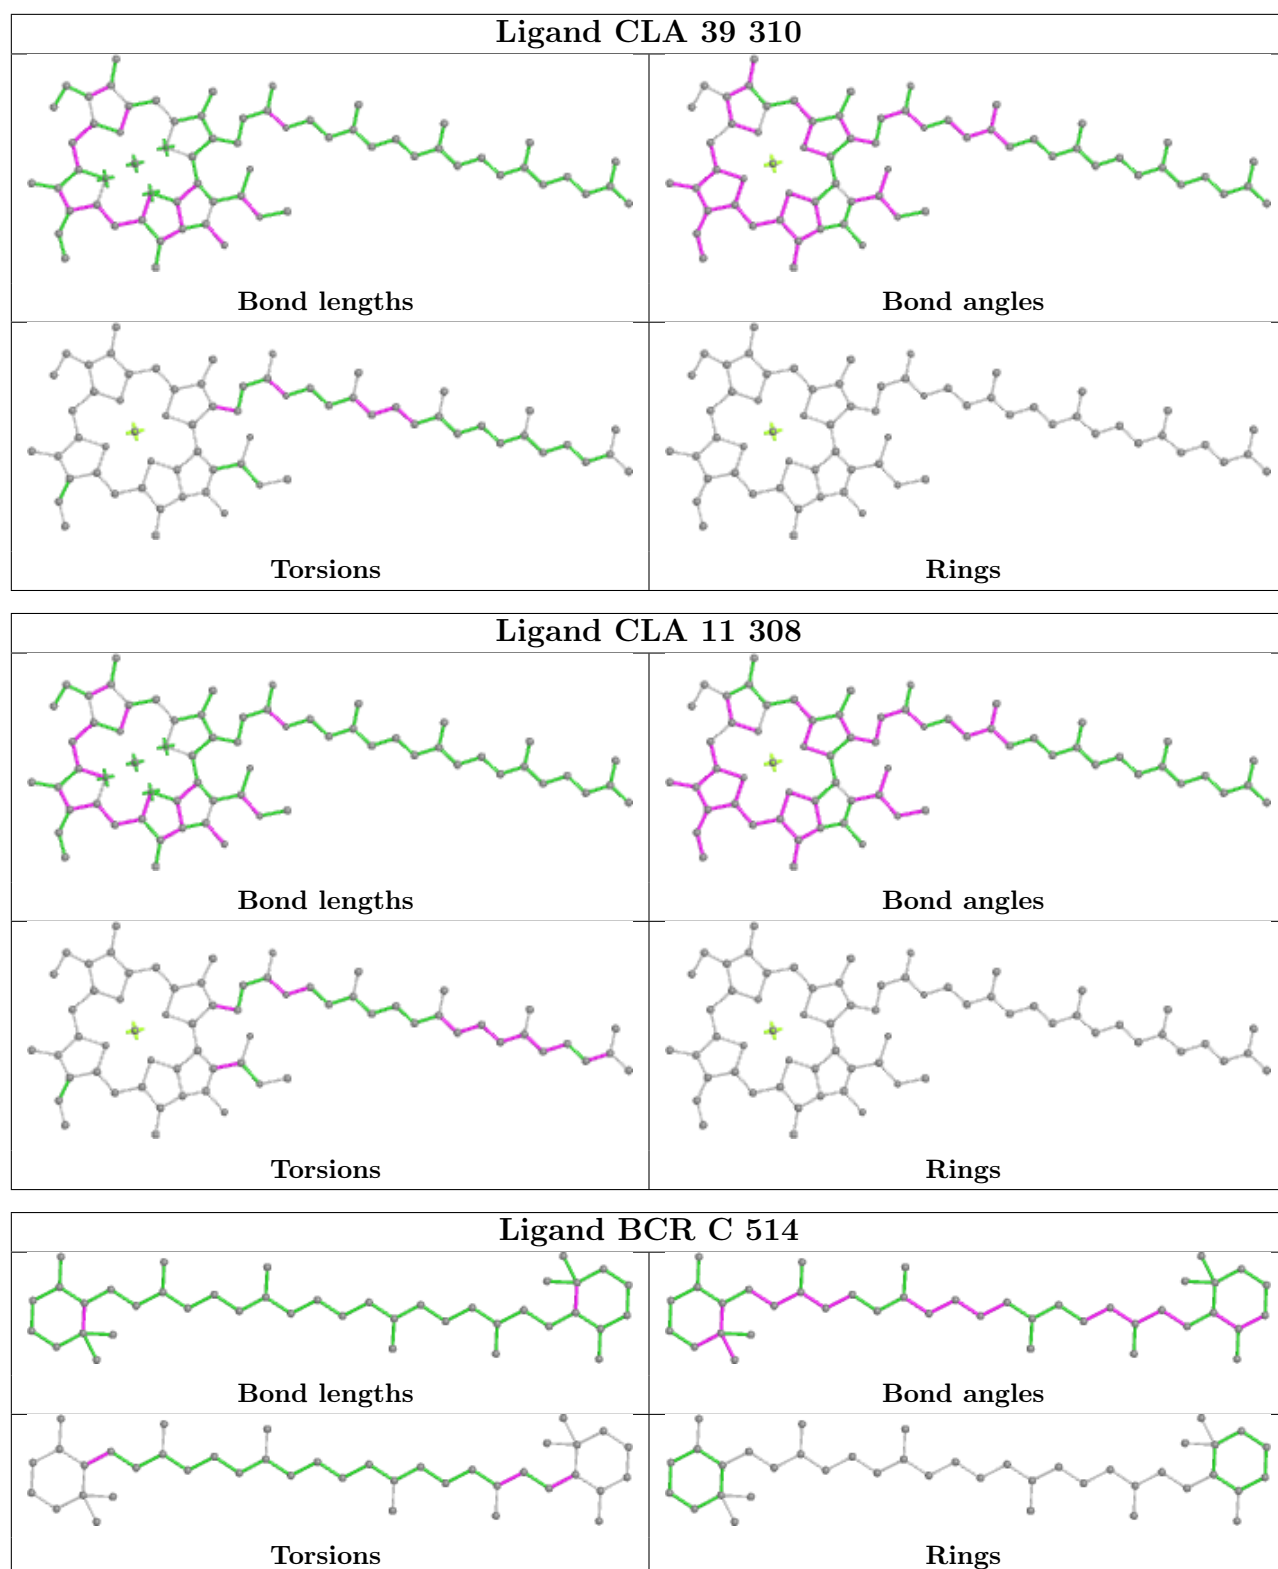 Ligand CLA 39 310
Bond lengths
Bond angles
Torsions
Rings
Ligand CLA 11 308
Bond lengths
Bond angles
Torsions
Rings
Ligand BCR C 514
Bond lengths
Bond angles
Torsions
Rings